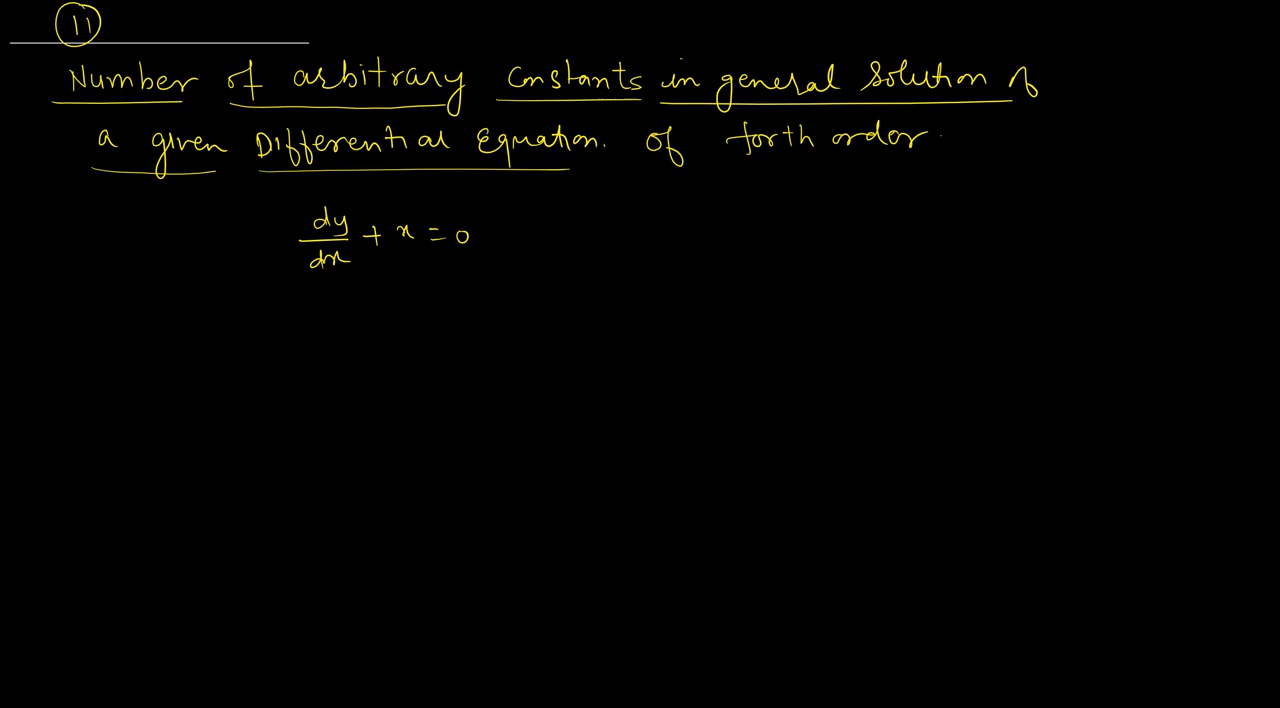 11
Number of arbitrary Constants in general Solution of
a given Differential Equation. of forth order.
dy/dx + x = 0